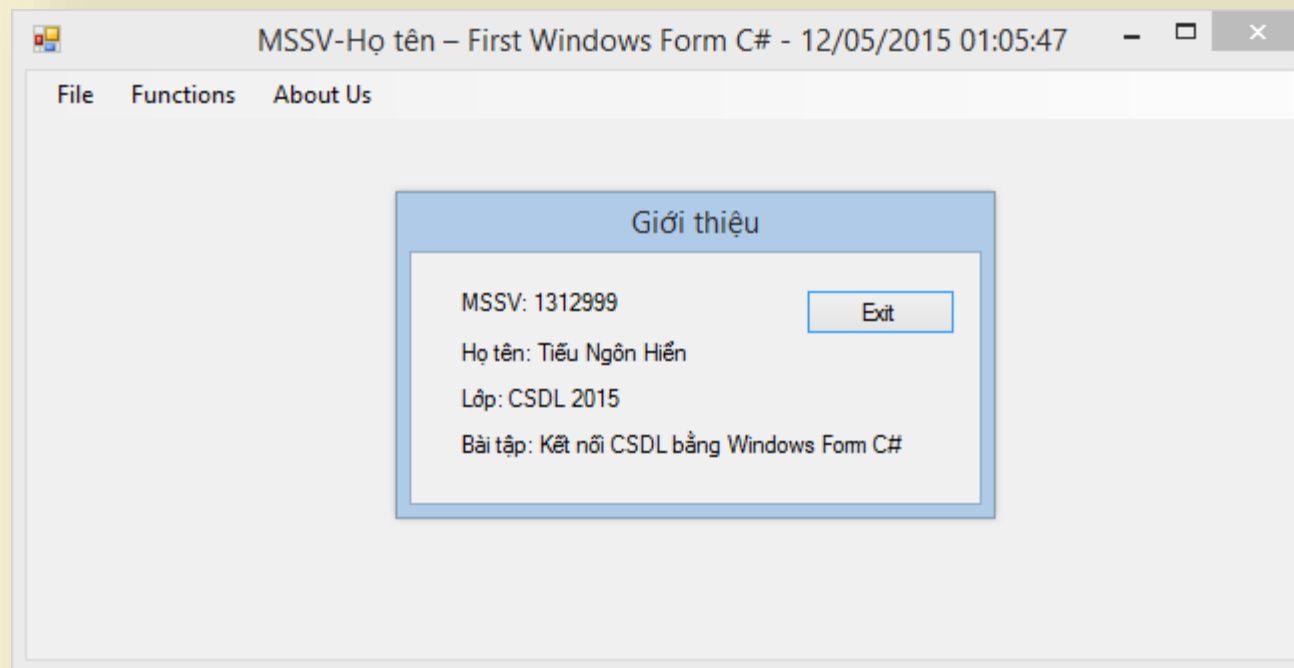 MSSV-Họ tên – First Windows Form C# - 12/05/2015 01:05:47
File Functions About Us
Giới thiệu
MSSV: 1312999
Exit
Họ tên: Tiếu Ngôn Hiển
Lớp: CSDL 2015
Bài tập: Kết nối CSDL bằng Windows Form C#